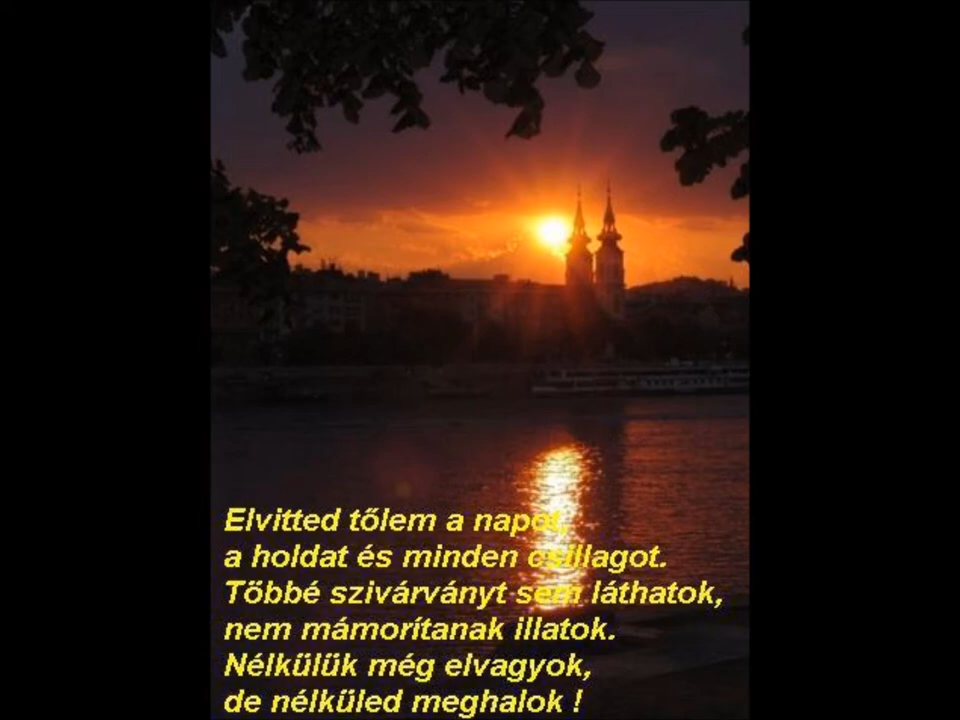 Elvitted tőlem a napot,
a holdat és minden csillagot.
Többé szivárványt sem láthatok,
nem mámorítanak illatok.
Nélkülük még elvagyok,
de nélküled meghalok !